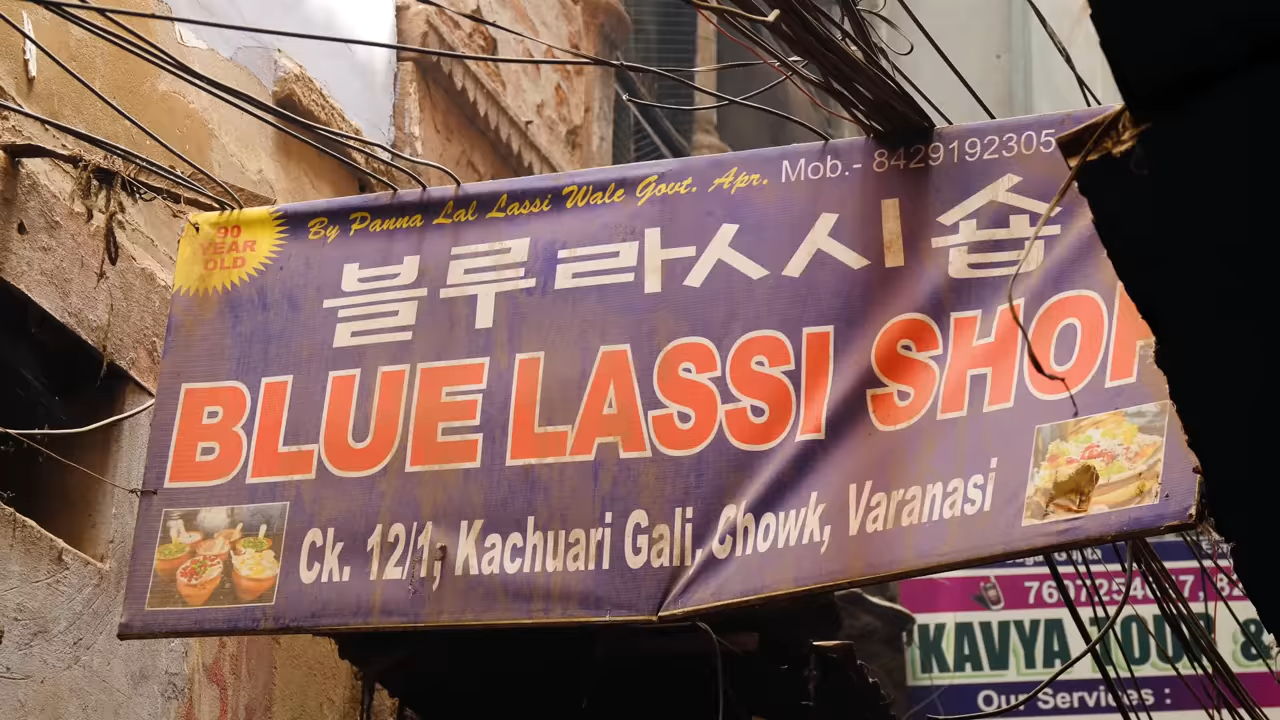 90
YEAR
OLD
By Panna Lal Lassi Wale Govt. Apr.
Mob.- 8429192305
블루라씨 숍
BLUE LASSI SHOP
Ck. 12/1, Kachuari Gali, Chowk, Varanasi
KAVYA TOUR &
Our Services :